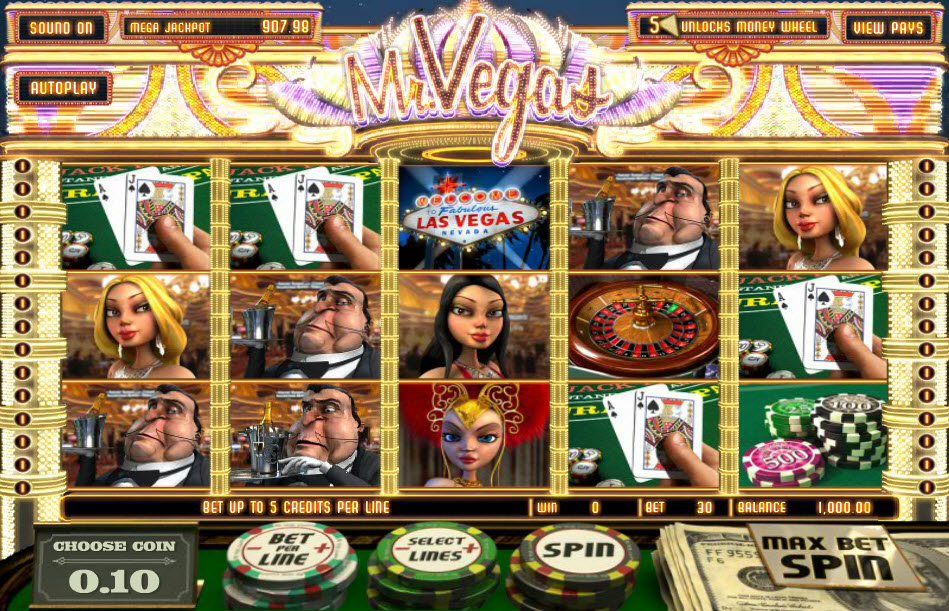 SOUND ON
MEGA JACKPOT 907.98
5 UNLOCKS MONEY WHEEL
VIEW PAYS
AUTOPLAY
Mr. Vegas
WELCOME
TO Fabulous
LAS VEGAS
NEVADA
BET UP TO 5 CREDITS PER LINE
WIN 0
BET 30
BALANCE 1,000.00
CHOOSE COIN
0.10
BET
PER
LINE
- +
SELECT
LINES
- +
SPIN
MAX BET
SPIN
500
100